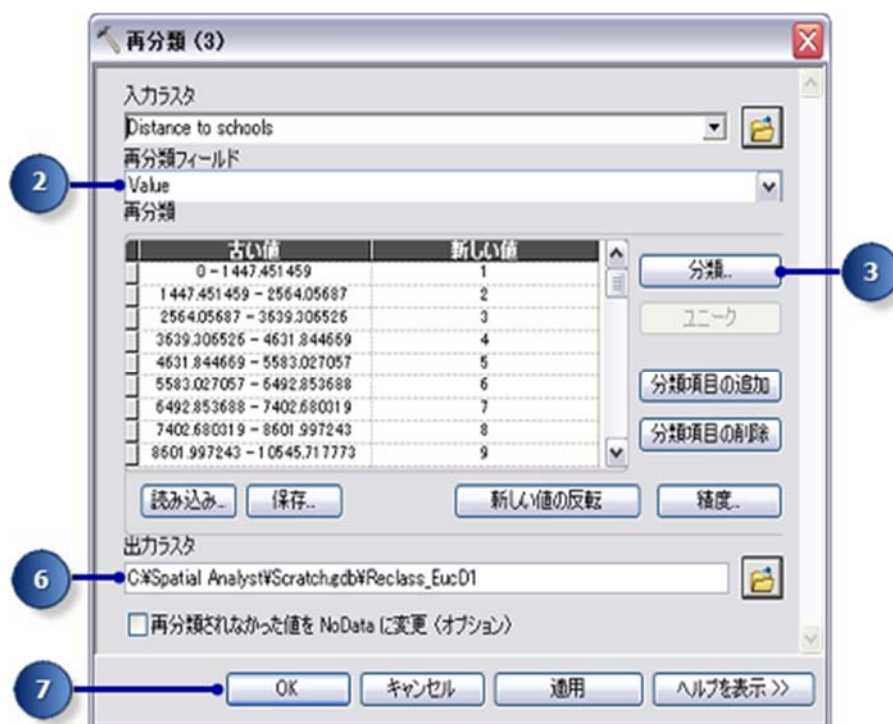 再分類 (3)
入力ラスタ
Distance to schools
再分類フィールド
2
Value
再分類
古い値 新しい値
0 - 1447.451459 1
1447.451459 - 2564.05687 2
2564.05687 - 3639.306526 3
3639.306526 - 4631.844669 4
4631.844669 - 5583.027057 5
5583.027057 - 6492.853688 6
6492.853688 - 7402.680319 7
7402.680319 - 8601.997243 8
8601.997243 - 10545.717773 9
分類...
3
ユニーク
分類項目の追加
分類項目の削除
読み込み...
保存...
新しい値の反転
精度...
出力ラスタ
6
C:¥Spatial Analyst¥Scratch.gdb¥Reclass_EucD1
再分類されなかった値を NoData に変更 〈オプション〉
7
OK
キャンセル
適用
ヘルプを表示 >>